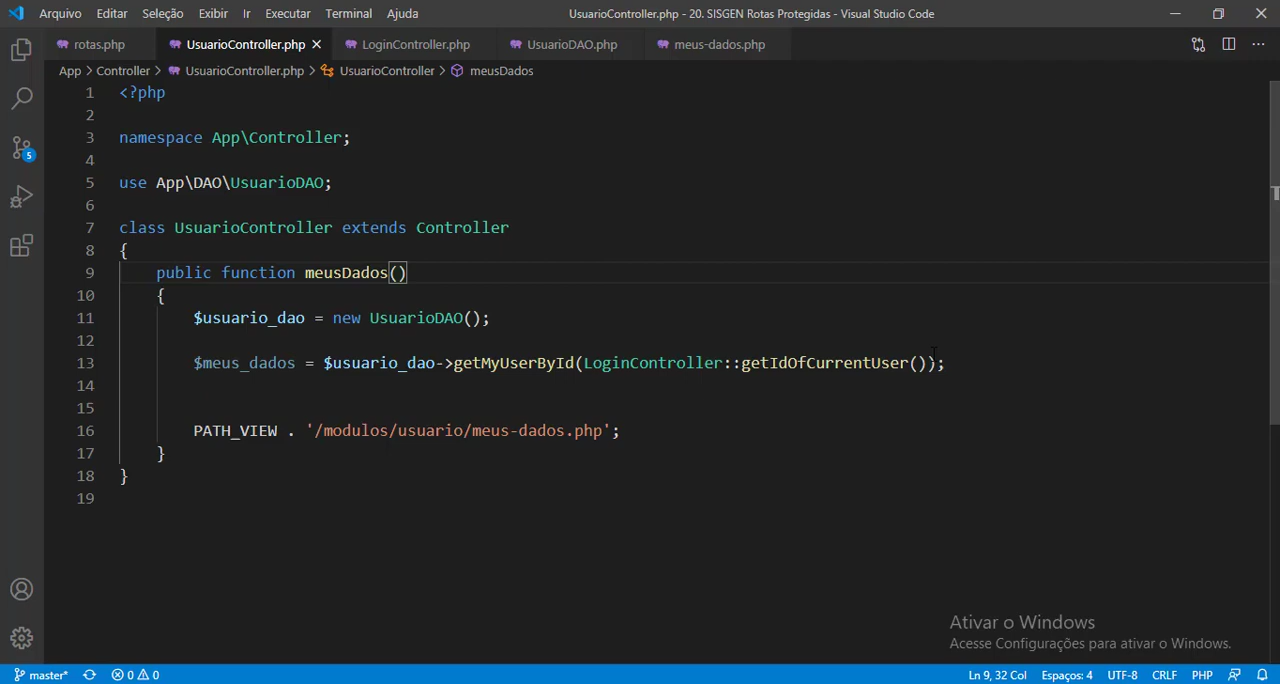 Arquivo Editar Seleção Exibir Ir Executar Terminal Ajuda UsuarioController.php - 20. SISGEN Rotas Protegidas - Visual Studio Code
rotas.php UsuarioController.php LoginController.php UsuarioDAO.php meus-dados.php
App > Controller > UsuarioController.php > UsuarioController > meusDados
1 <?php
2
3 namespace App\Controller;
4
5 use App\DAO\UsuarioDAO;
6
7 class UsuarioController extends Controller
8 {
9 public function meusDados()
10 {
11 $usuario_dao = new UsuarioDAO();
12
13 $meus_dados = $usuario_dao->getMyUserById(LoginController::getIdOfCurrentUser());
14
15
16 PATH_VIEW . '/modulos/usuario/meus-dados.php';
17 }
18 }
19
5
Ativar o Windows
Acesse Configurações para ativar o Windows.
master* 0 0 Ln 9, 32 Col Espaços: 4 UTF-8 CRLF PHP